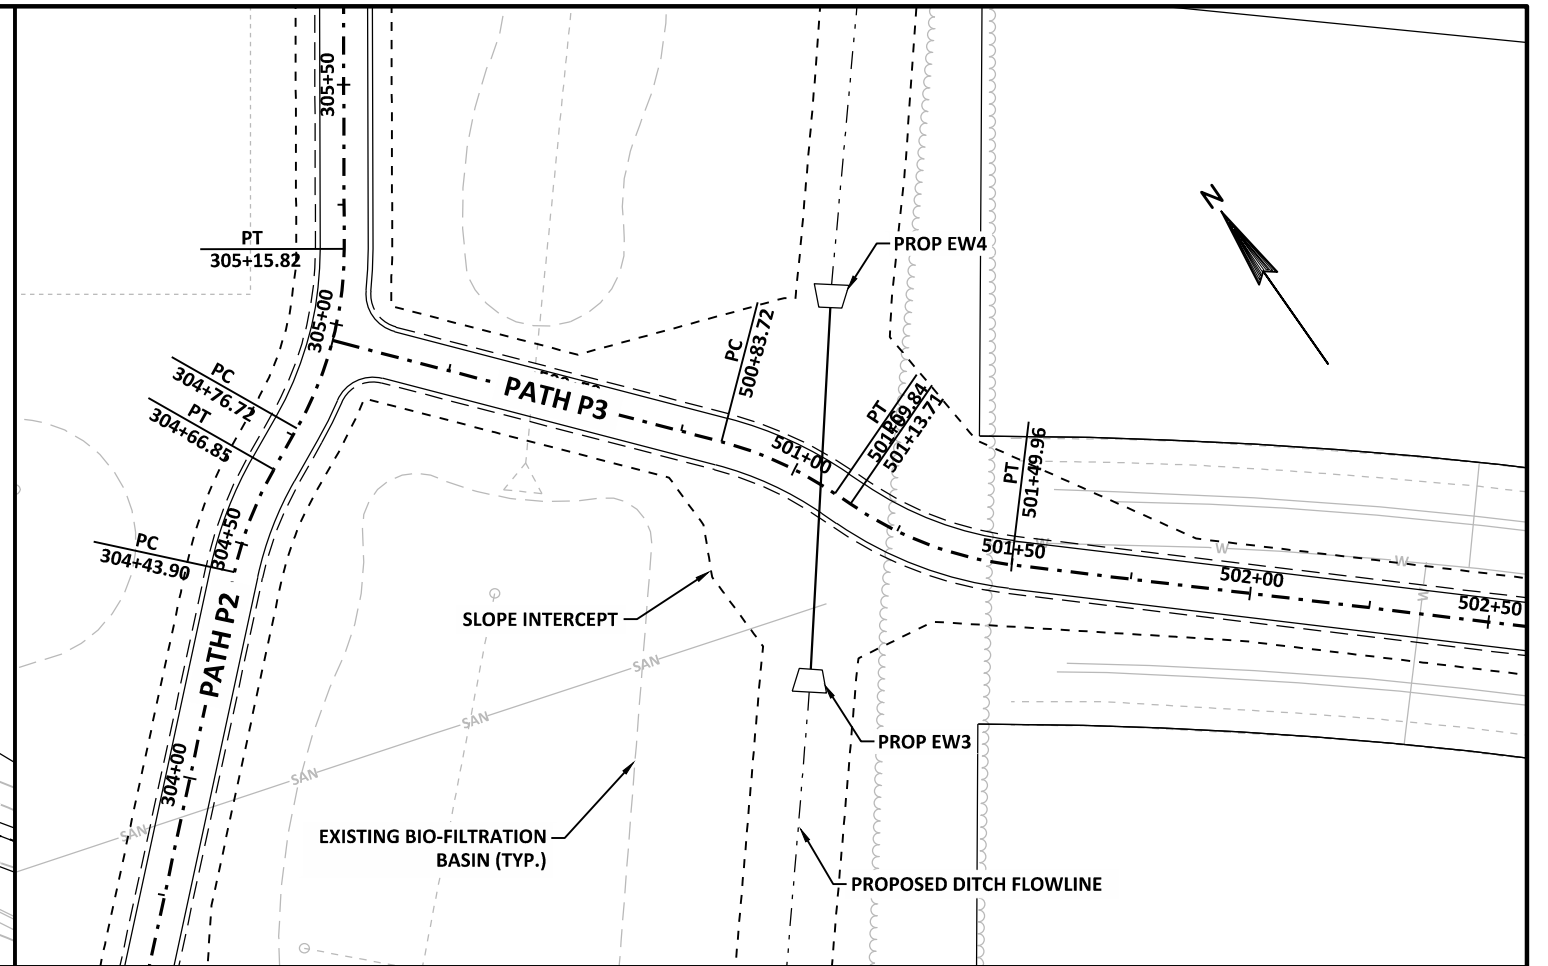 305+50
PT
305+15.82
305+00
PC
304+76.72
PT
304+66.85
304+50
PC
304+43.90
PATH P2
304+00
PATH P3
PC
500+83.72
501+00
PROP EW4
N
PT
501+09.84
501+13.71
PT
501+49.96
501+50
W
W
W
W
502+00
502+50
SLOPE INTERCEPT
SAN
SAN
SAN
SAN
PROP EW3
EXISTING BIO-FILTRATION
BASIN (TYP.)
PROPOSED DITCH FLOWLINE